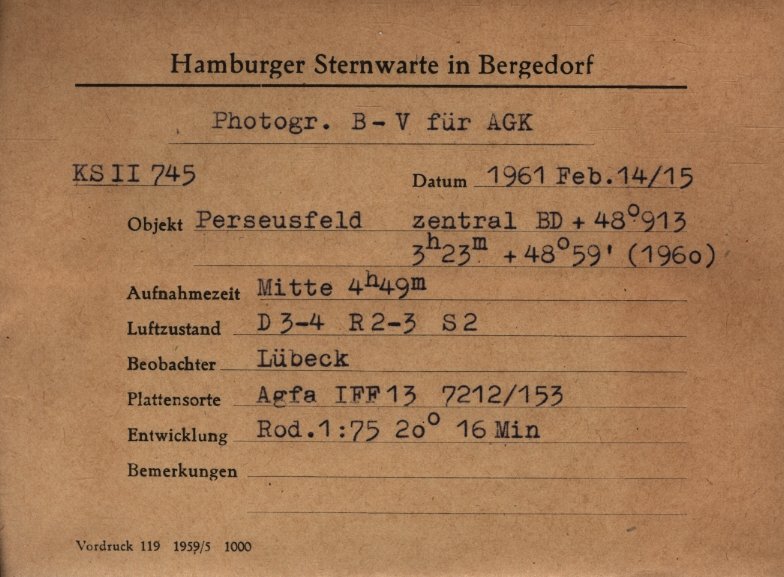 Hamburger Sternwarte in Bergedorf
Photogr. B-V für AGK
KS II 745 Datum 1961 Feb.14/15
Objekt Perseusfeld zentral BD + 48°913
3ʰ23ᵐ +48°59' (1960)
Aufnahmezeit Mitte 4ʰ49ᵐ
Luftzustand D 3-4 R 2-3 S 2
Beobachter Lübeck
Plattensorte Agfa IFF 13 7212/153
Entwicklung Rod.1:75 20° 16 Min
Bemerkungen
Vordruck 119 1959/5 1000